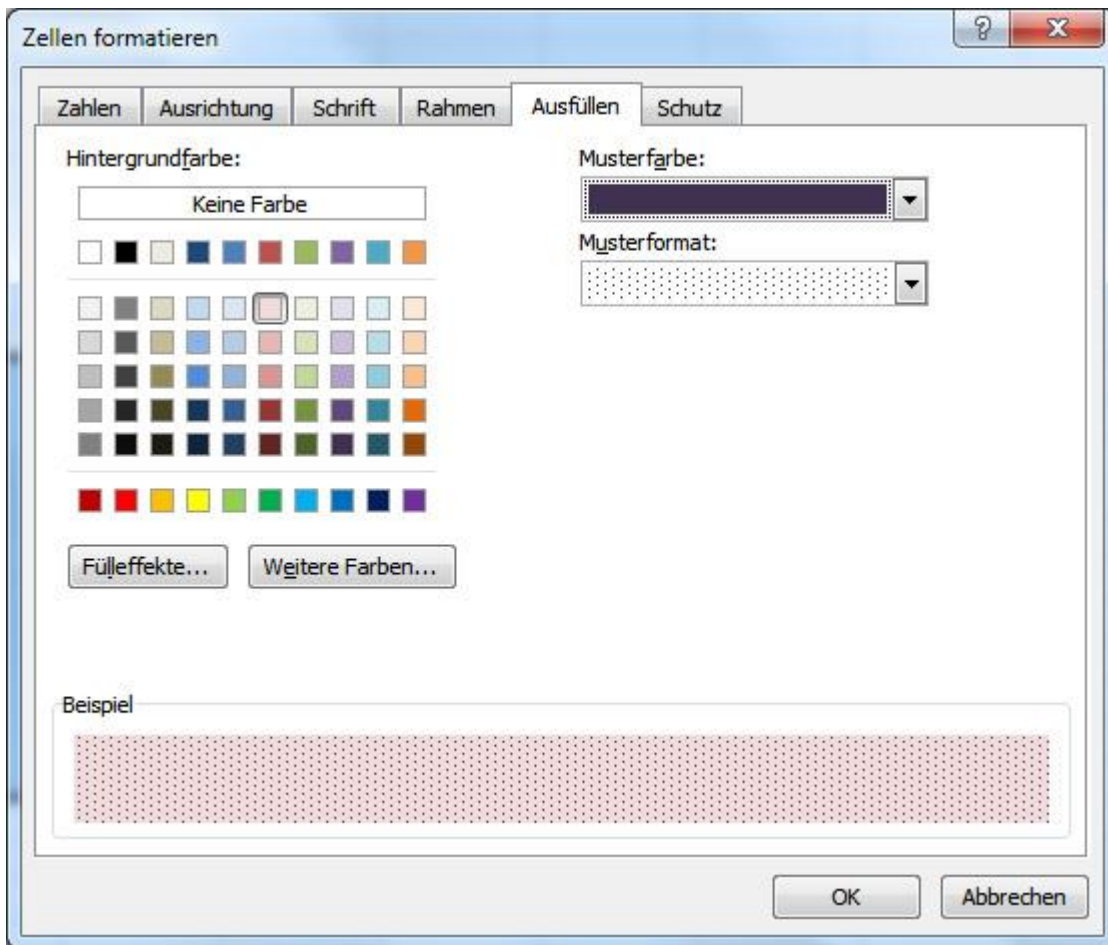 Zellen formatieren
Zahlen Ausrichtung Schrift Rahmen Ausfüllen Schutz
Hintergrundfarbe:
Keine Farbe
Musterfarbe:
Musterformat:
Fülleffekte... Weitere Farben...
Beispiel
OK Abbrechen